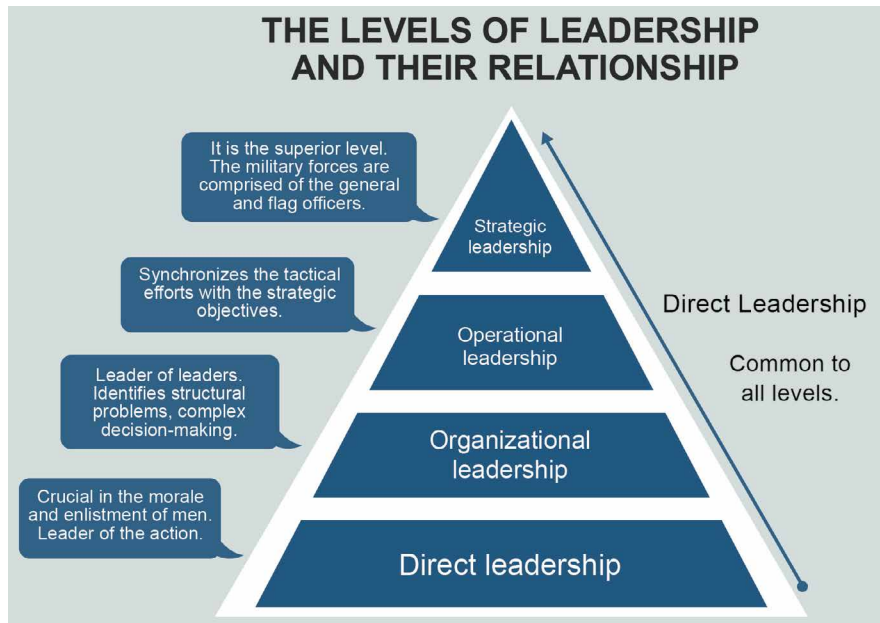 THE LEVELS OF LEADERSHIP
AND THEIR RELATIONSHIP
It is the superior level.
The military forces are
comprised of the general
and flag officers.
Strategic
leadership
Synchronizes the tactical
efforts with the strategic
objectives.
Operational
leadership
Direct Leadership
Common to
all levels.
Leader of leaders.
Identifies structural
problems, complex
decision-making.
Organizational
leadership
Crucial in the morale
and enlistment of men.
Leader of the action.
Direct leadership